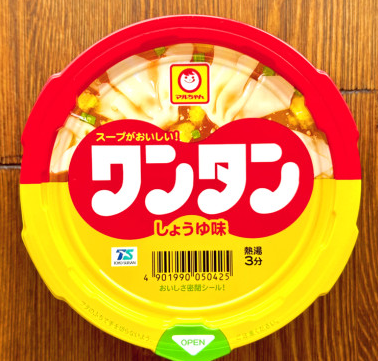 マルちゃん
スープがおいしい!
ワンタン
しょうゆ味
熱湯
3分
4 901990 050425
おいしさ密閉シール!
OPEN